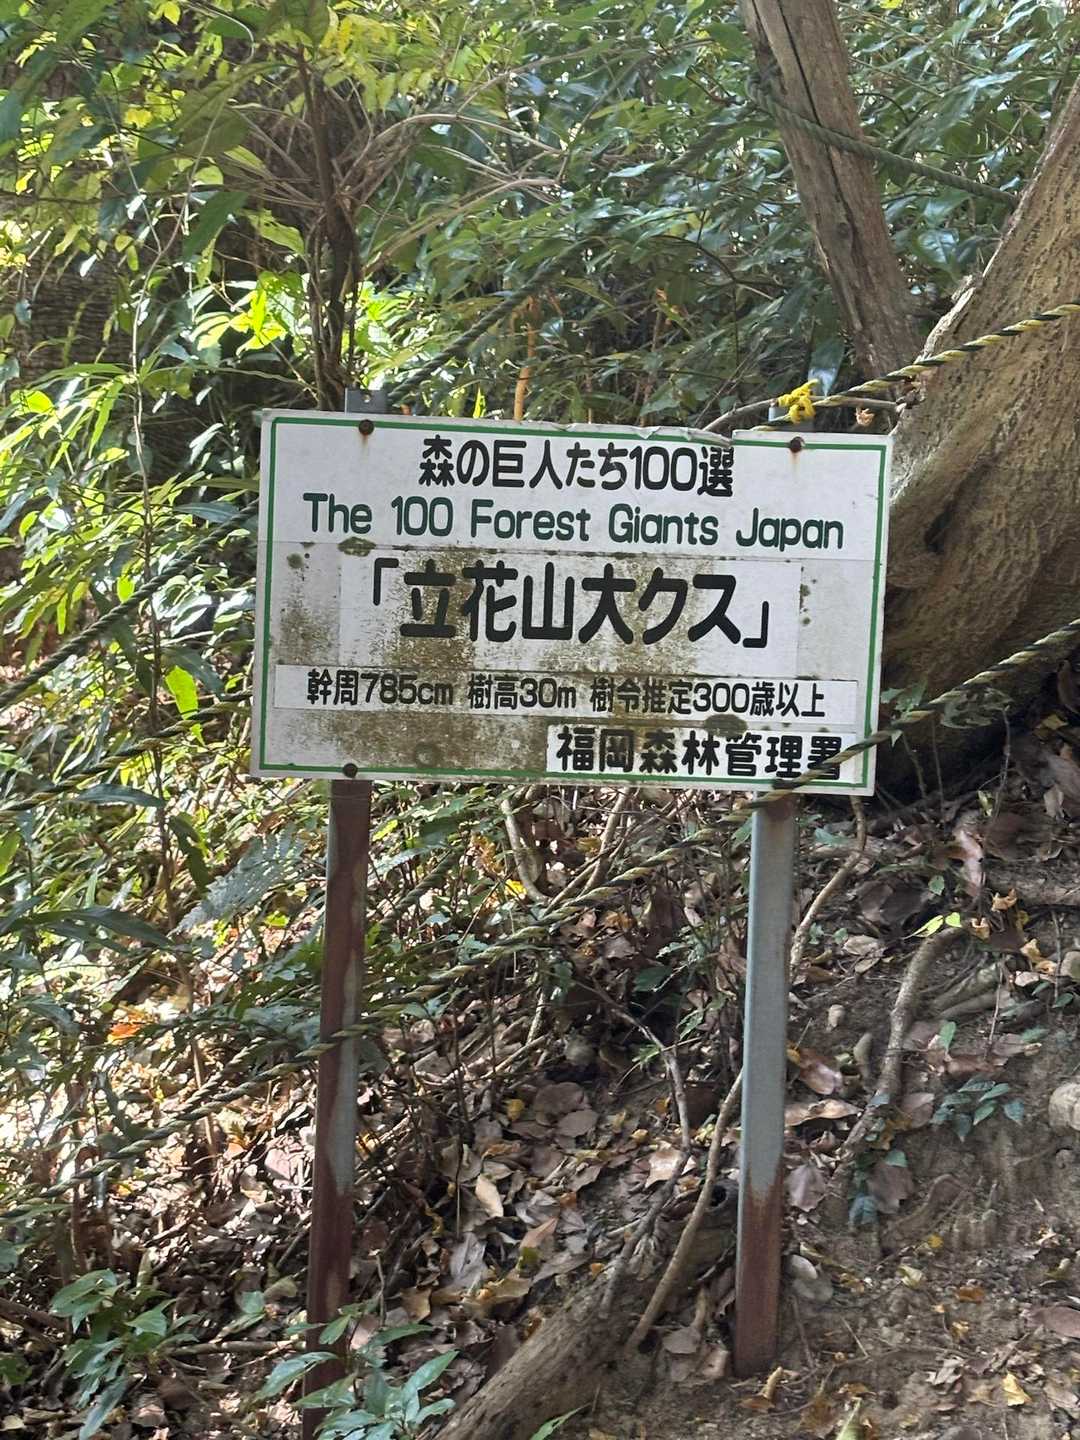 森の巨人たち100選
The 100 Forest Giants Japan
「立花山大クス」
幹周785cm 樹高30m 樹令推定300歳以上
福岡森林管理署